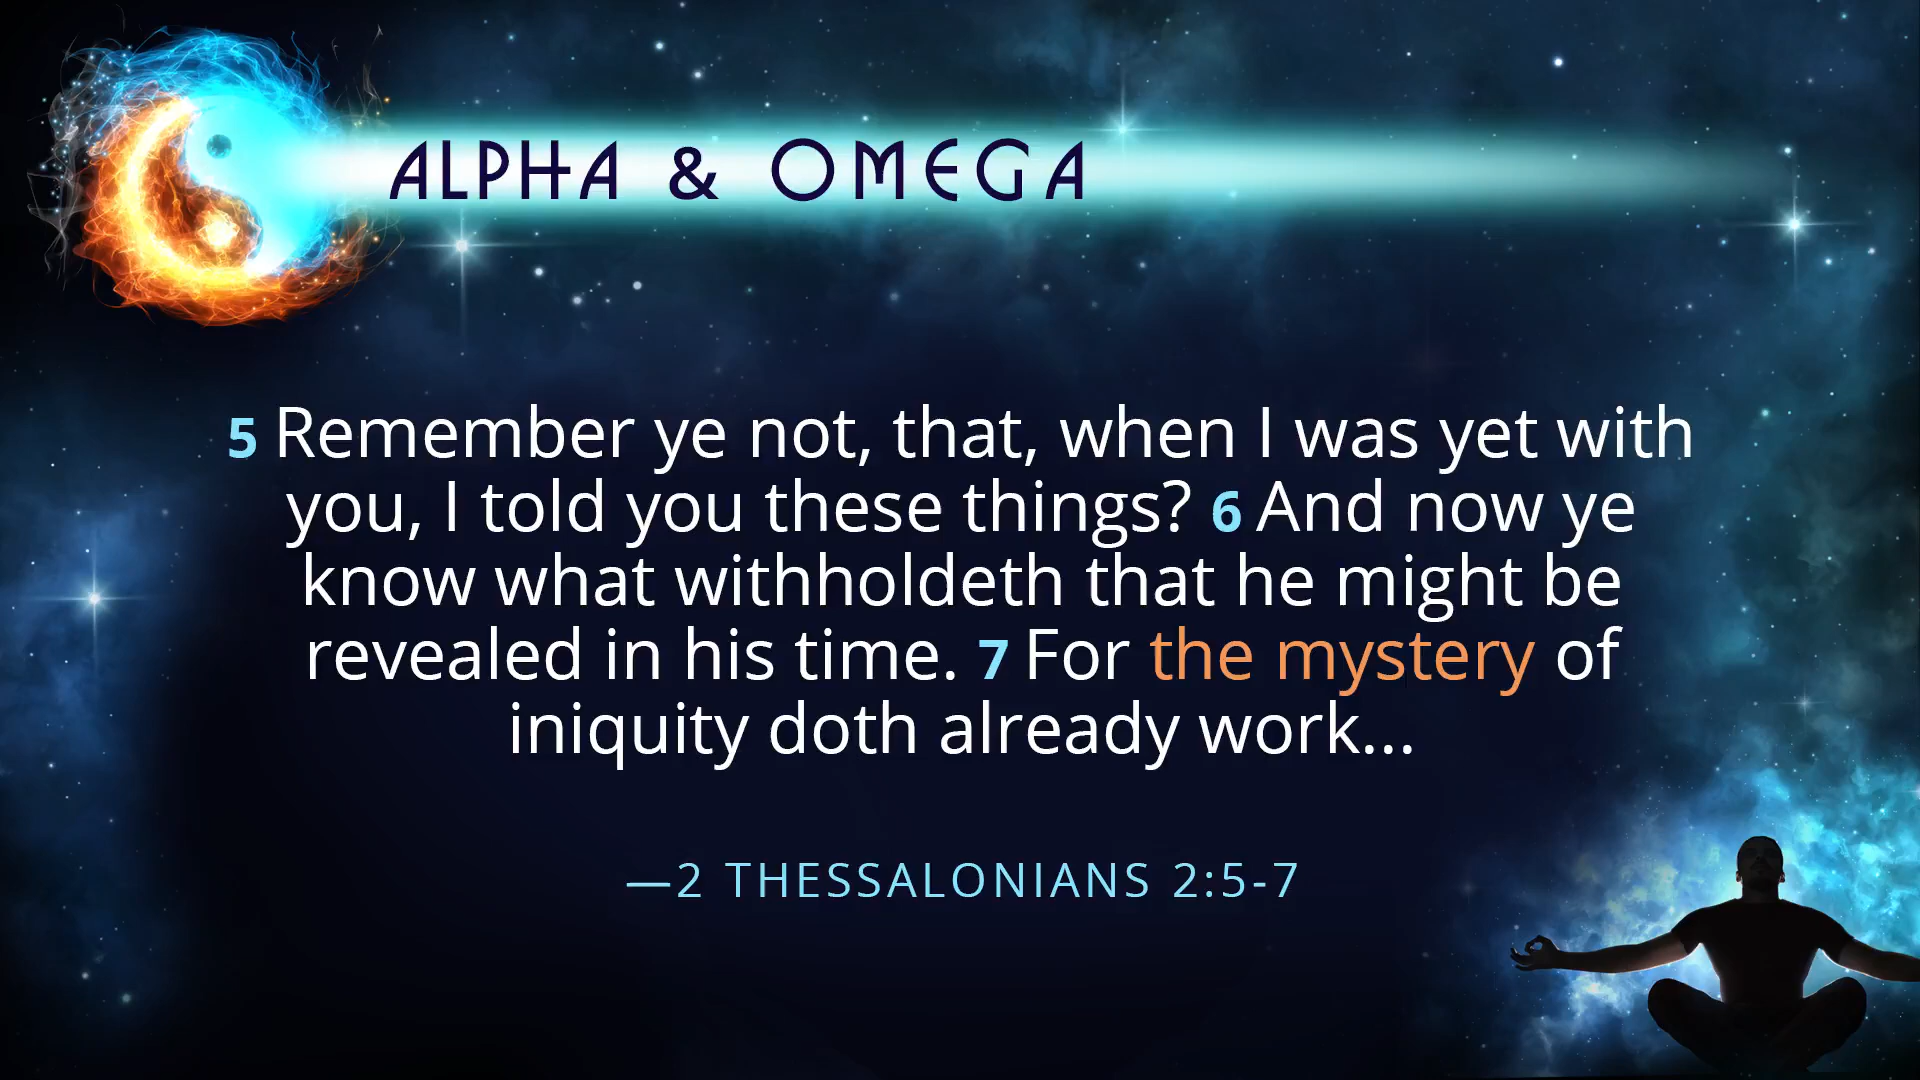 ALPHA & OMEGA
5 Remember ye not, that, when I was yet with
you, I told you these things? 6 And now ye
know what withholdeth that he might be
revealed in his time. 7 For the mystery of
iniquity doth already work...
—2 THESSALONIANS 2:5-7